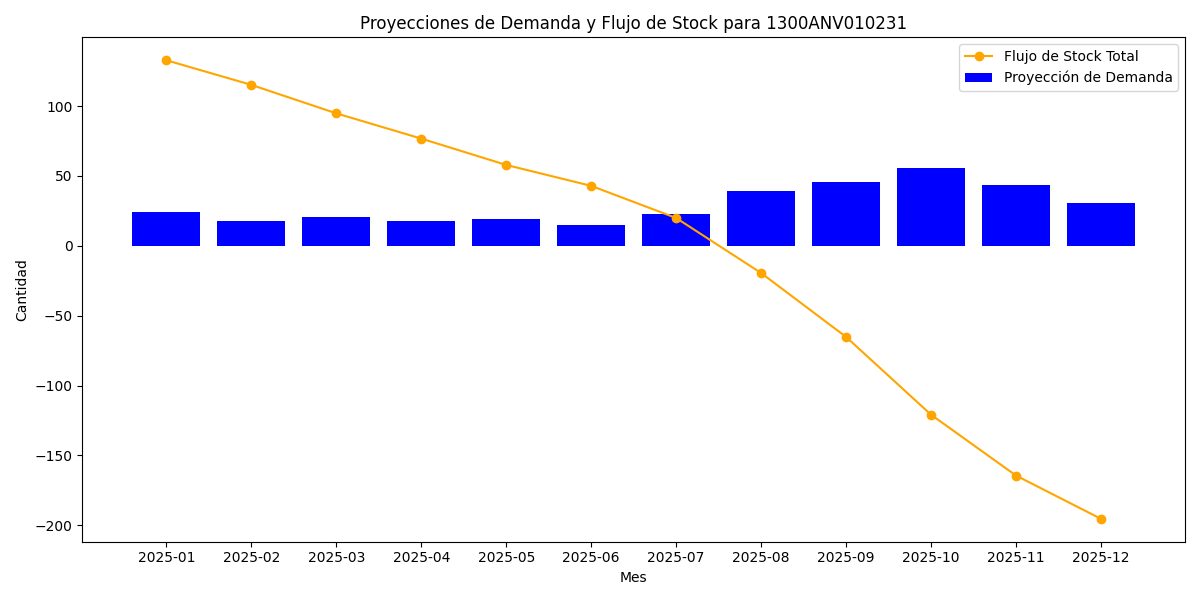 Proyecciones de Demanda y Flujo de Stock para 1300ANV010231
Flujo de Stock Total
Proyección de Demanda
Cantidad
100
50
0
−50
−100
−150
−200
2025-01 2025-02 2025-03 2025-04 2025-05 2025-06 2025-07 2025-08 2025-09 2025-10 2025-11 2025-12
Mes